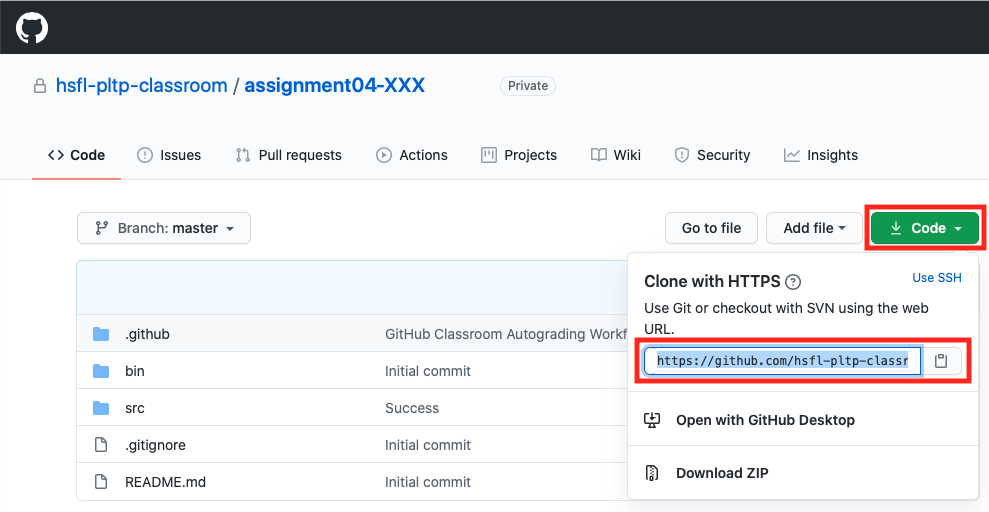 hsfl-pltp-classroom / assignment04-XXX Private
Code Issues Pull requests Actions Projects Wiki Security Insights
Branch: master Go to file Add file Code
Clone with HTTPS ? Use SSH
Use Git or checkout with SVN using the web
URL.
https://github.com/hsfl-pltp-classr
Open with GitHub Desktop
Download ZIP
.github GitHub Classroom Autograding Workf
bin Initial commit
src Success
.gitignore Initial commit
README.md Initial commit